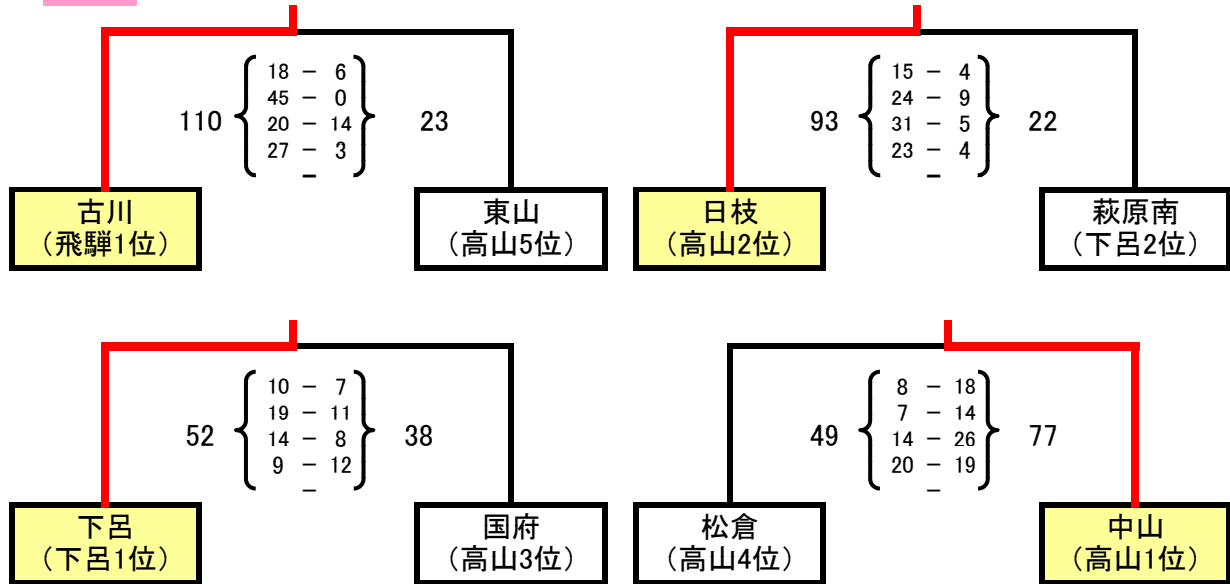 18 － 6
45 － 0
20 － 14
27 － 3
－
110
23
古川
（飛騨1位）
東山
（高山5位）
15 － 4
24 － 9
31 － 5
23 － 4
－
93
22
日枝
（高山2位）
萩原南
（下呂2位）
10 － 7
19 － 11
14 － 8
9 － 12
－
52
38
下呂
（下呂1位）
国府
（高山3位）
8 － 18
7 － 14
14 － 26
20 － 19
－
49
77
松倉
（高山4位）
中山
（高山1位）